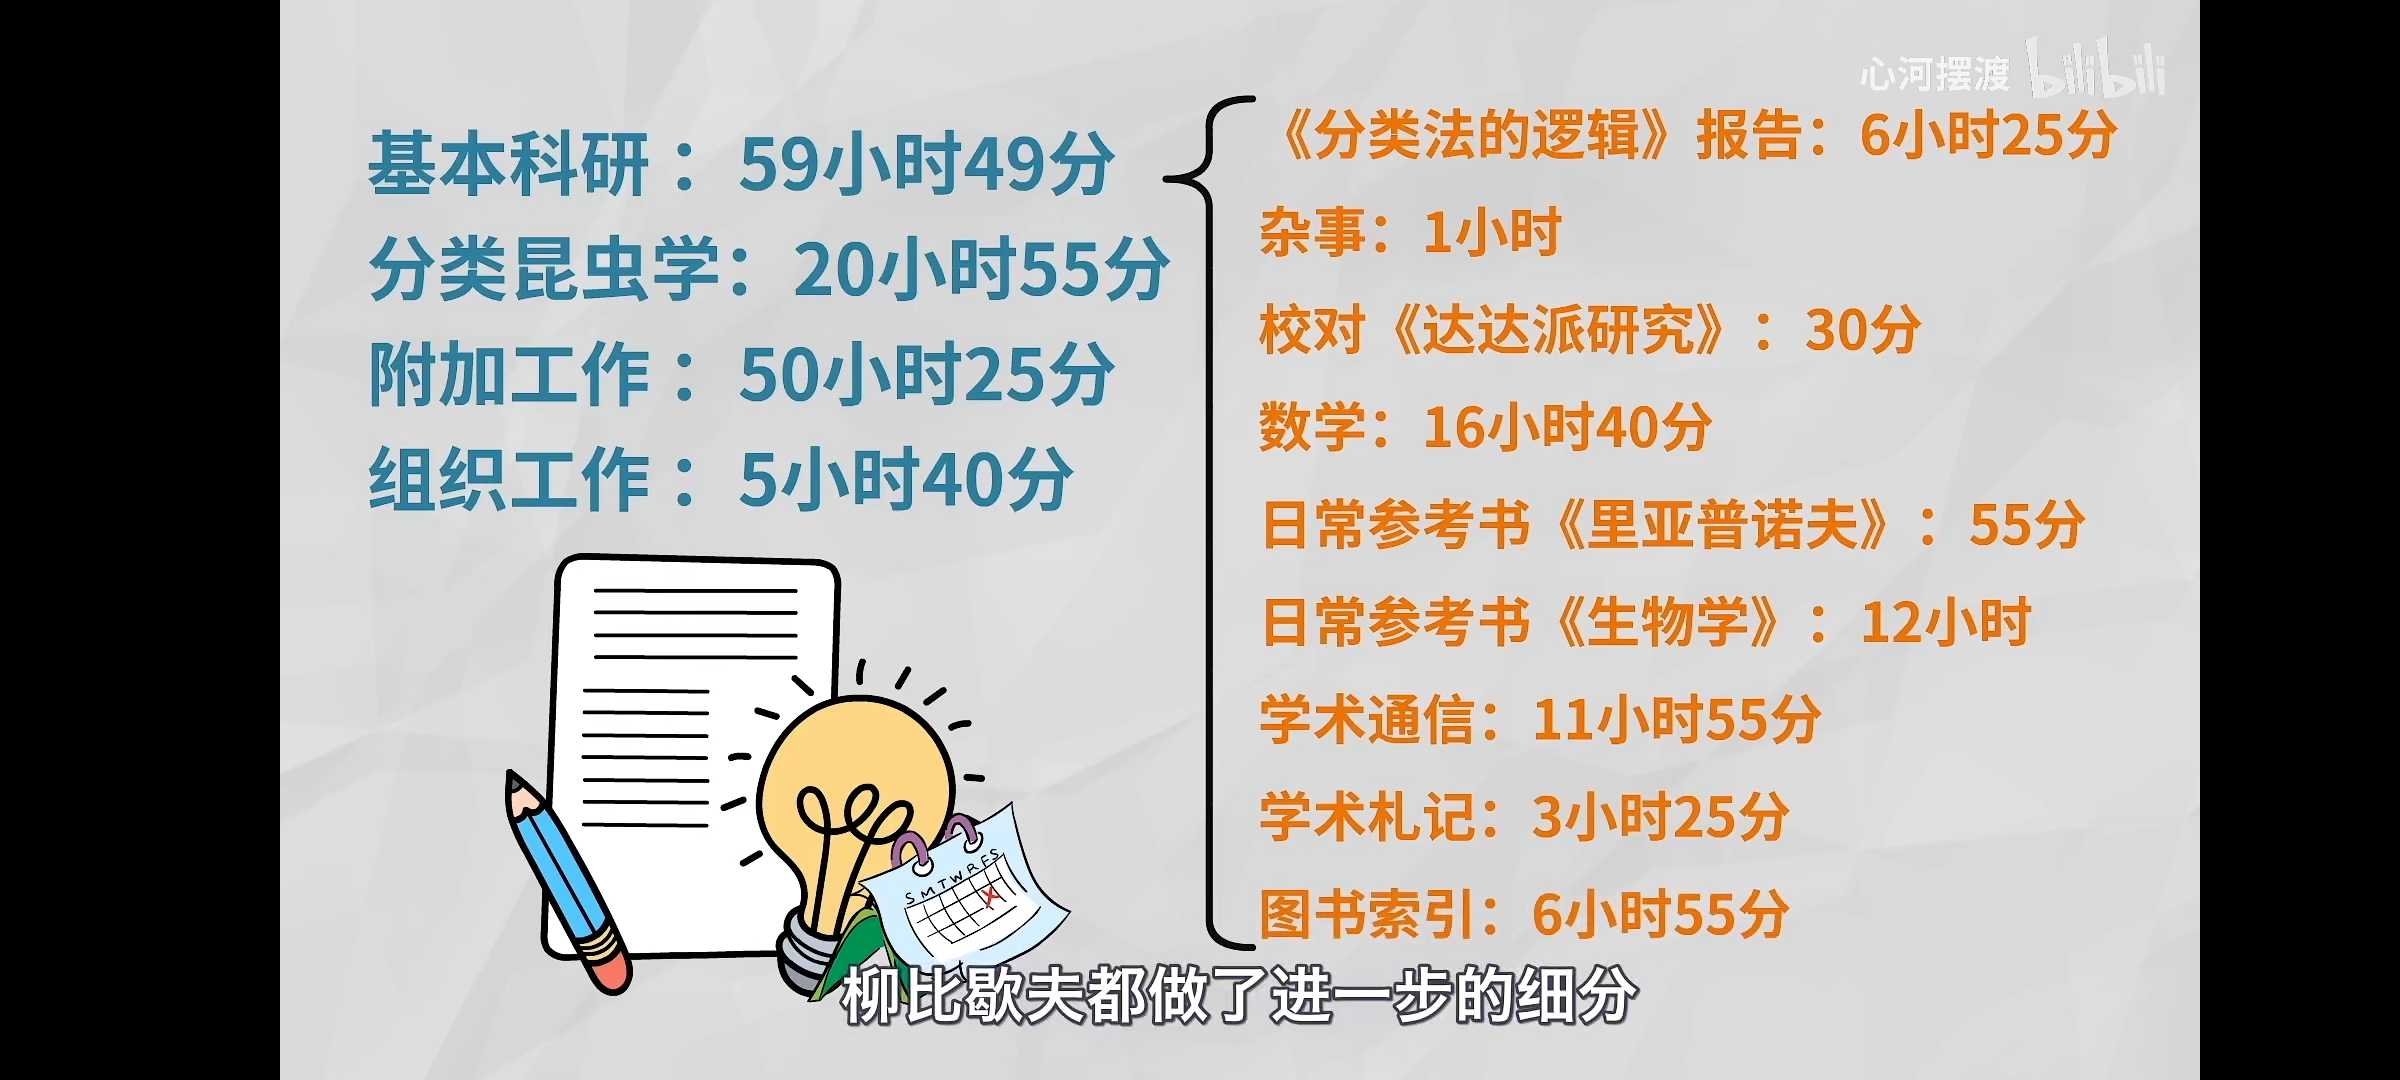 心河摆渡 bilibili
基本科研：59小时49分
分类昆虫学：20小时55分
附加工作：50小时25分
组织工作：5小时40分
《分类法的逻辑》报告：6小时25分
杂事：1小时
校对《达达派研究》：30分
数学：16小时40分
日常参考书《里亚普诺夫》：55分
日常参考书《生物学》：12小时
学术通信：11小时55分
学术札记：3小时25分
图书索引：6小时55分
S M T W R F S
柳比歇夫都做了进一步的细分